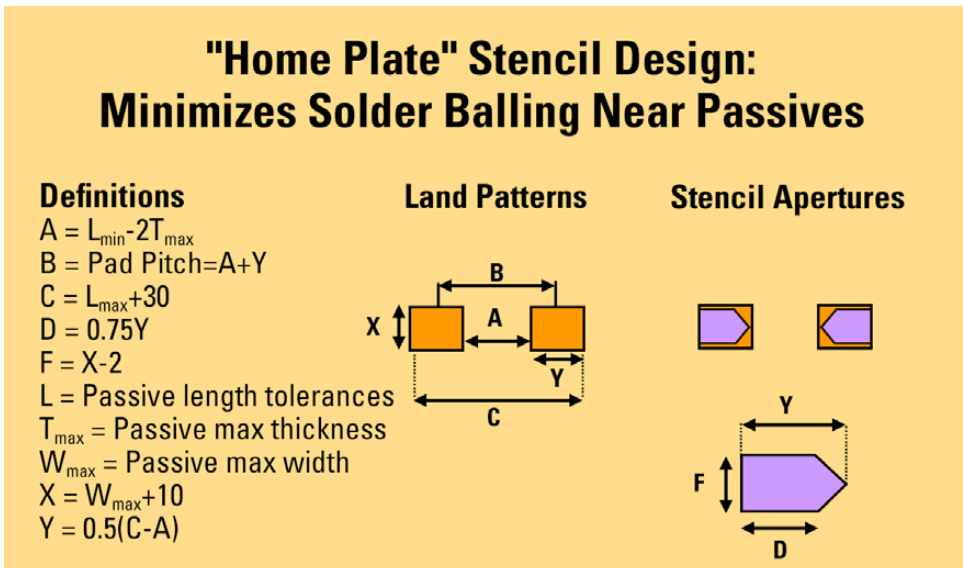 "Home Plate" Stencil Design:
Minimizes Solder Balling Near Passives
Definitions
A = Lmin-2Tmax
B = Pad Pitch=A+Y
C = Lmax+30
D = 0.75Y
F = X-2
L = Passive length tolerances
Tmax = Passive max thickness
Wmax = Passive max width
X = Wmax+10
Y = 0.5(C-A)
Land Patterns
B
X
A
Y
C
Stencil Apertures
Y
F
D